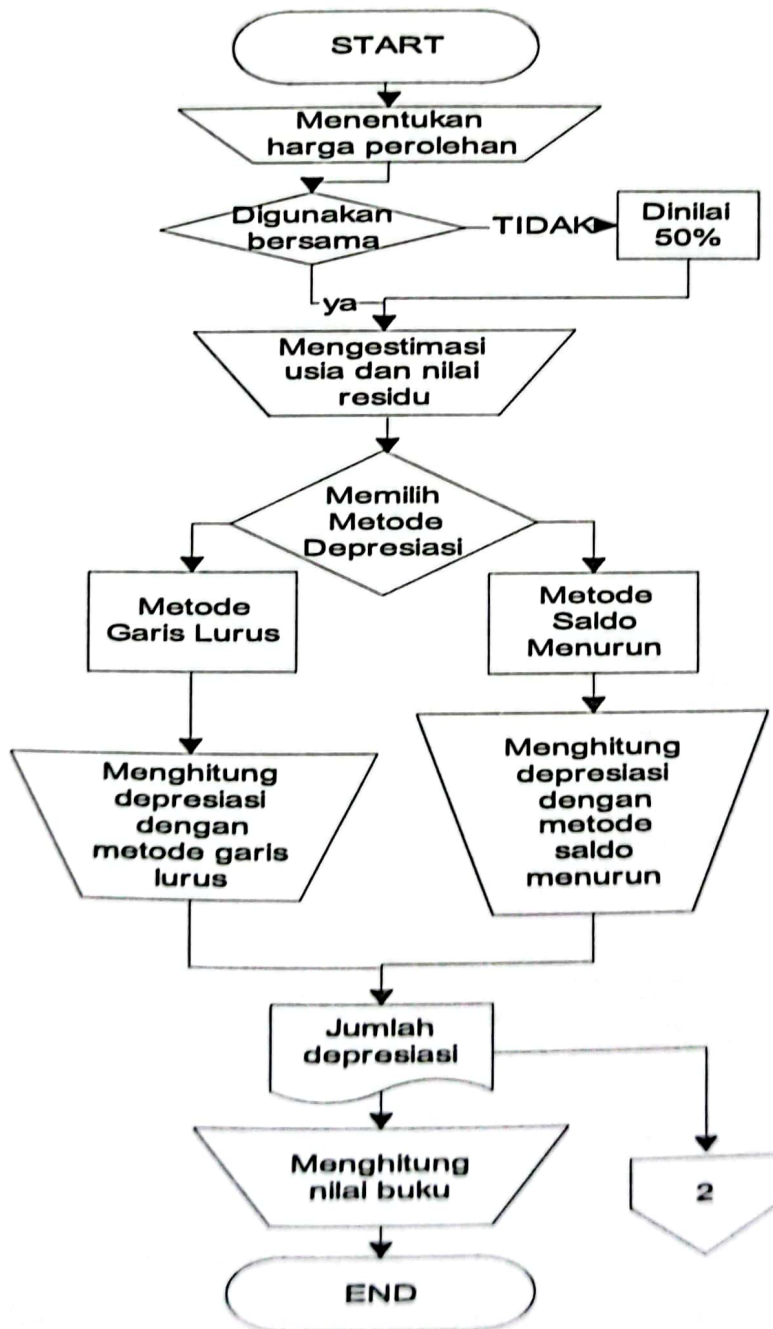 START
Menentukan
harga perolehan
Digunakan
bersama
TIDAK
Dinilai
50%
ya
Mengestimasi
usia dan nilai
residu
Memilih
Metode
Depresiasi
Metode
Garis Lurus
Metode
Saldo
Menurun
Menghitung
depresiasi
dengan
metode garis
lurus
Menghitung
depresiasi
dengan
metode
saldo
menurun
Jumlah
depresiasi
Menghitung
nilai buku
2
END